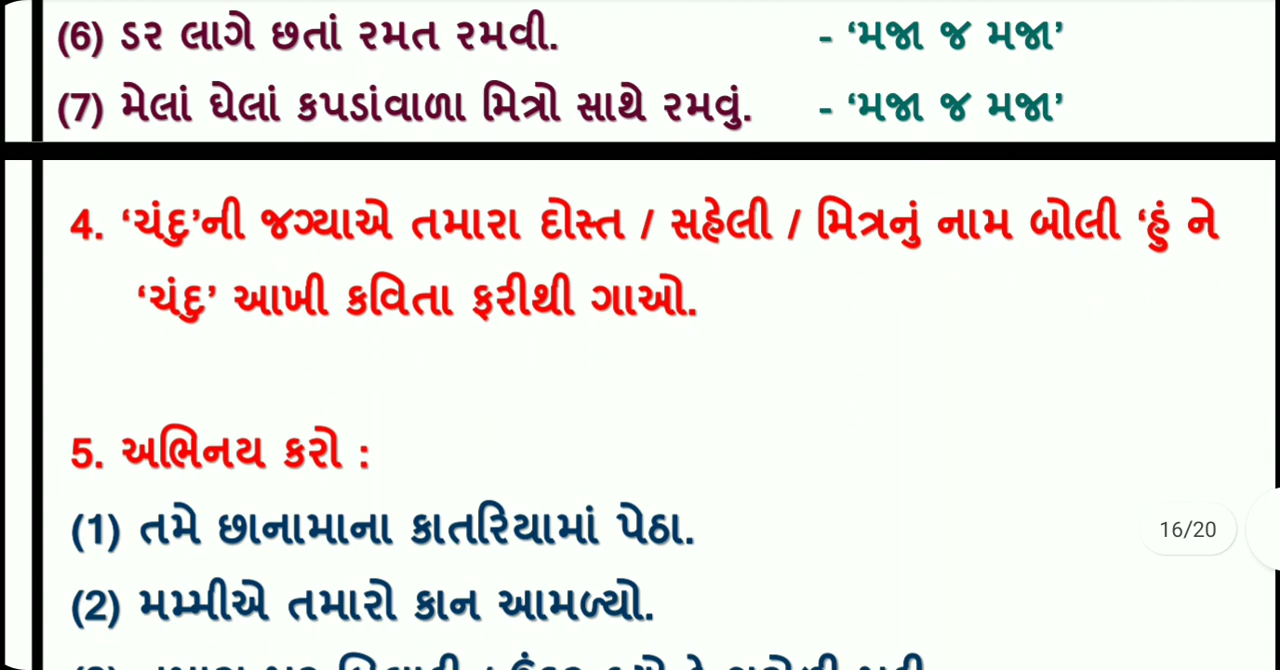 (6) ડર લાગે છતાં રમત રમવી. - ‘મજા જ મજા’
(7) મેલાં ઘેલાં કપડાંવાળા મિત્રો સાથે રમવું. - ‘મજા જ મજા’
4. ‘ચંદુ’ની જગ્યાએ તમારા દોસ્ત / સહેલી / મિત્રનું નામ બોલી ‘હું ને
‘ચંદુ’ આખી કવિતા ફરીથી ગાઓ.
5. અભિનય કરો :
(1) તમે છાનામાના કાતરિયામાં પેઠા.
16/20
(2) મમ્મીએ તમારો કાન આમળ્યો.